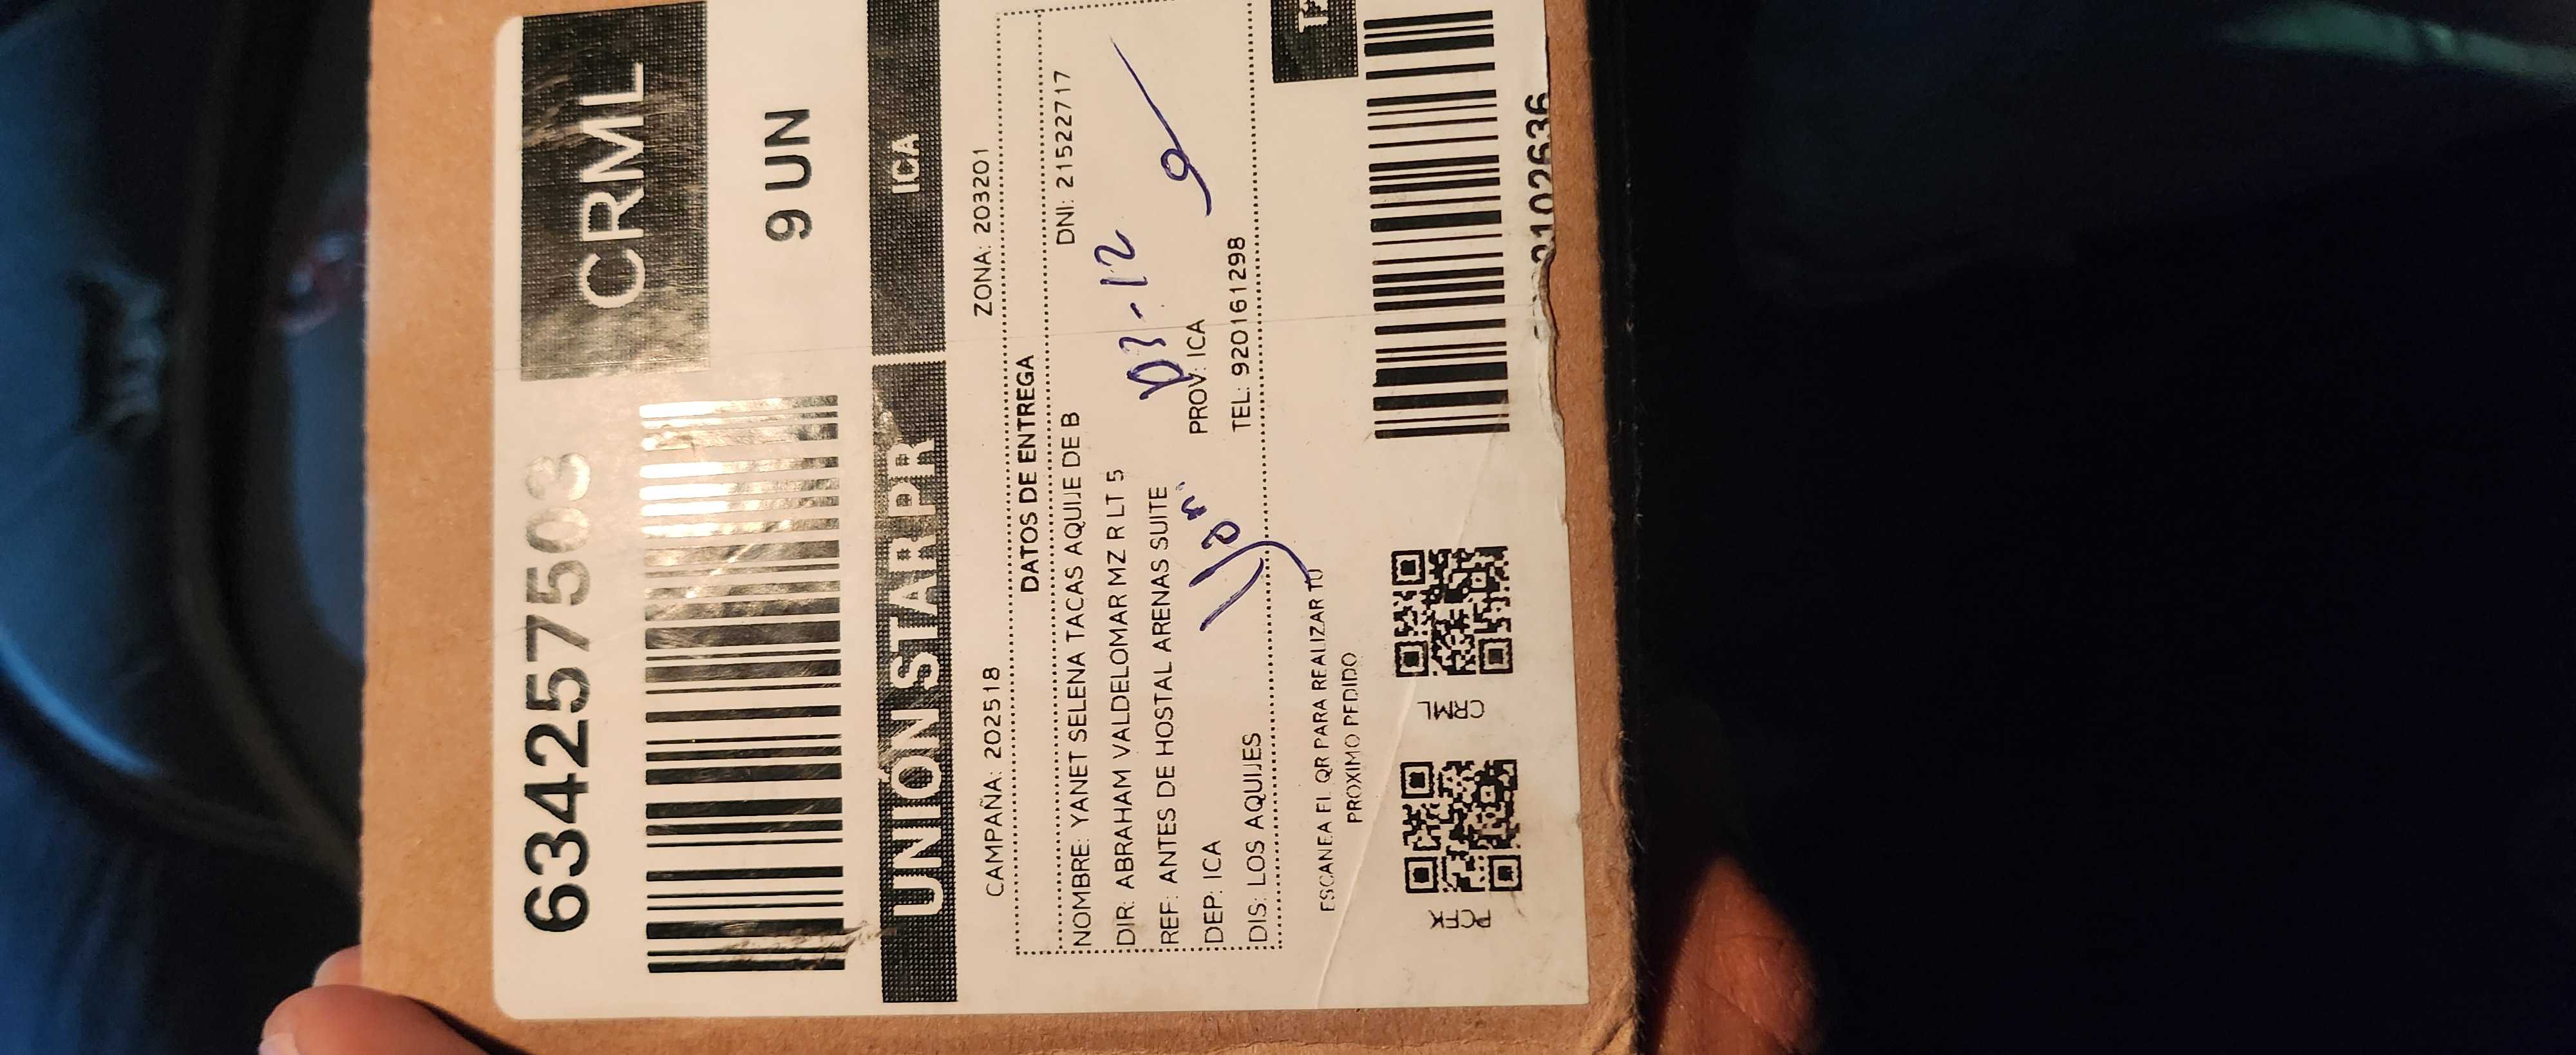 6334257503
CRML
9 UN
UNION STAR PR
ICA
CAMPAÑA: 202518 ZONA: 203201
DATOS DE ENTREGA
NOMBRE: YANET SELENA TACAS AQUIJE DE B DNI: 21522717
DIR: ABRAHAM VALDELOMAR MZ R LT 5
REF: ANTES DE HOSTAL ARENAS SUITE
DEP: ICA PROV: ICA
DIS: LOS AQUIJES TEL: 920161298
ESCANEA EL QR PARA REALIZAR TU
PROXIMO PEDIDO
PCFK CRML